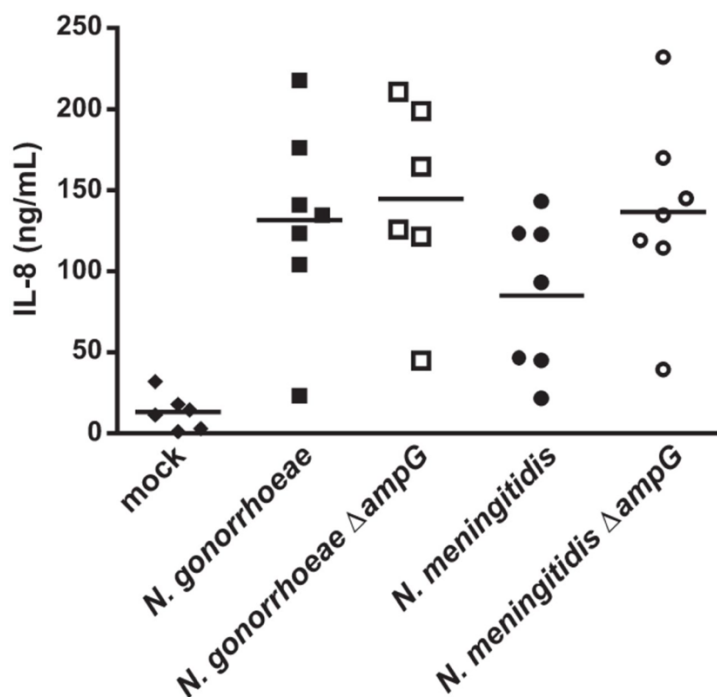 IL-8 (ng/mL)
250
200
150
100
50
0
mock
N. gonorrhoeae
N. gonorrhoeae ΔampG
N. meningitidis
N. meningitidis ΔampG